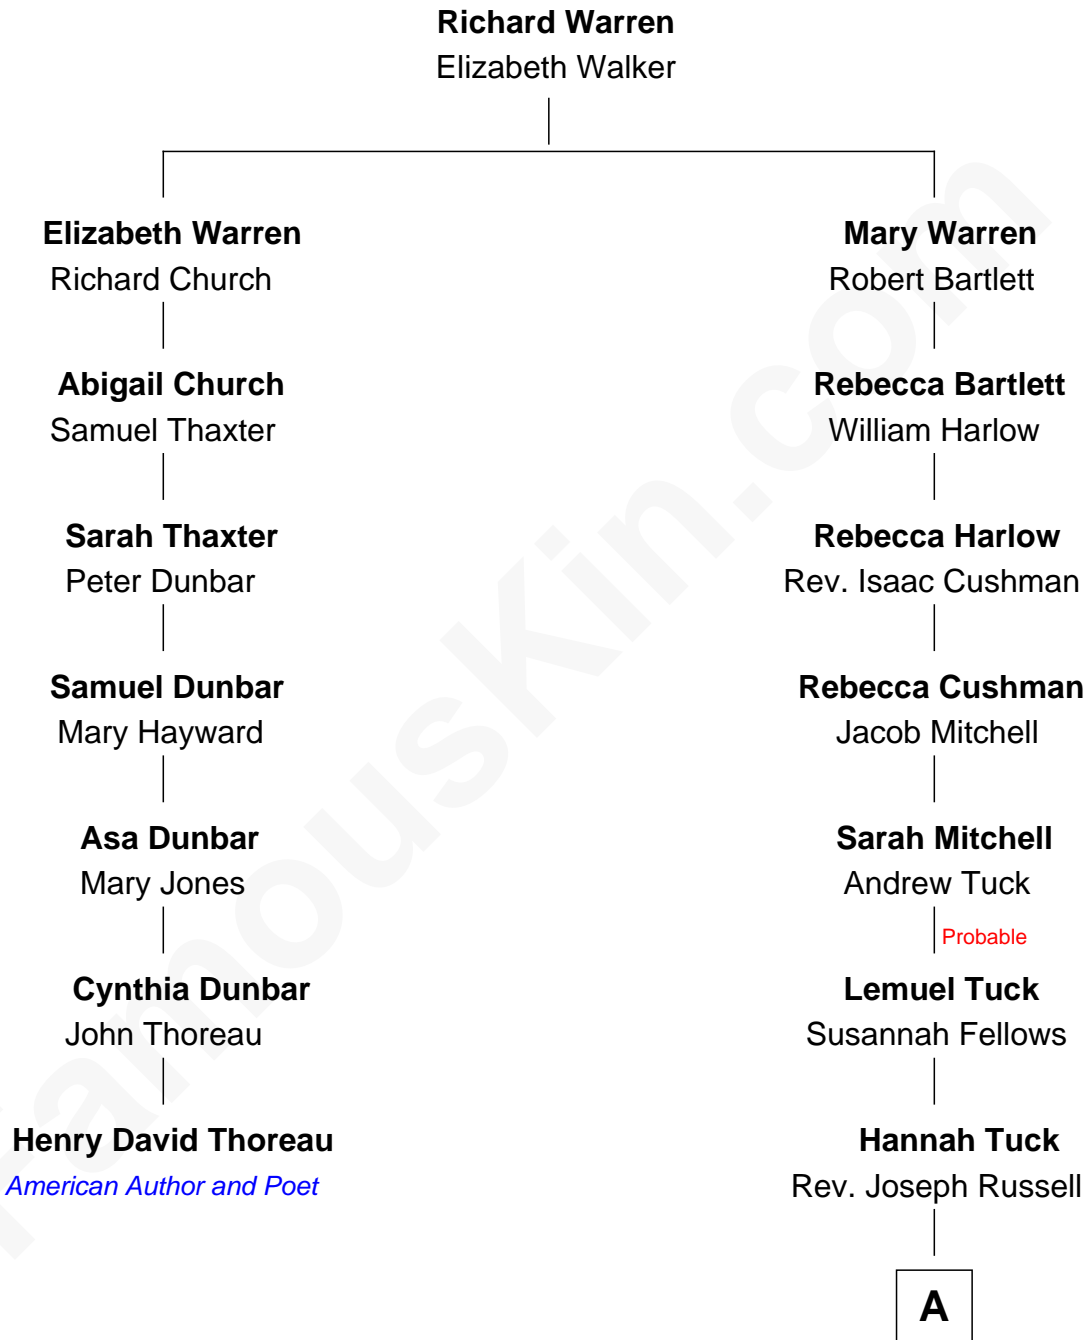 Richard Warren
Elizabeth Walker
Elizabeth Warren
Richard Church
Abigail Church
Samuel Thaxter
Sarah Thaxter
Peter Dunbar
Samuel Dunbar
Mary Hayward
Asa Dunbar
Mary Jones
Cynthia Dunbar
John Thoreau
Henry David Thoreau
American Author and Poet
Mary Warren
Robert Bartlett
Rebecca Bartlett
William Harlow
Rebecca Harlow
Rev. Isaac Cushman
Rebecca Cushman
Jacob Mitchell
Sarah Mitchell
Andrew Tuck
Probable
Lemuel Tuck
Susannah Fellows
Hannah Tuck
Rev. Joseph Russell
A
FamousKin.com